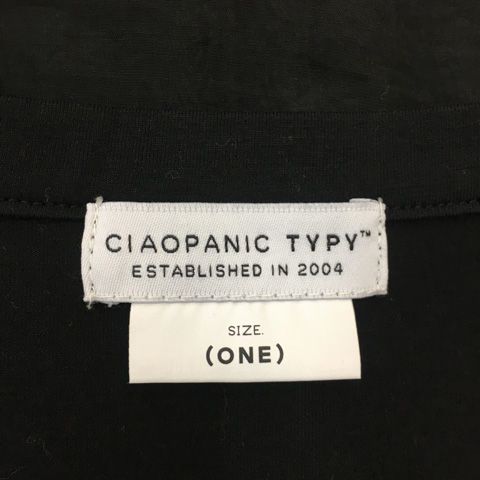 CIAOPANIC TYPY™
ESTABLISHED IN 2004
SIZE.
(ONE)